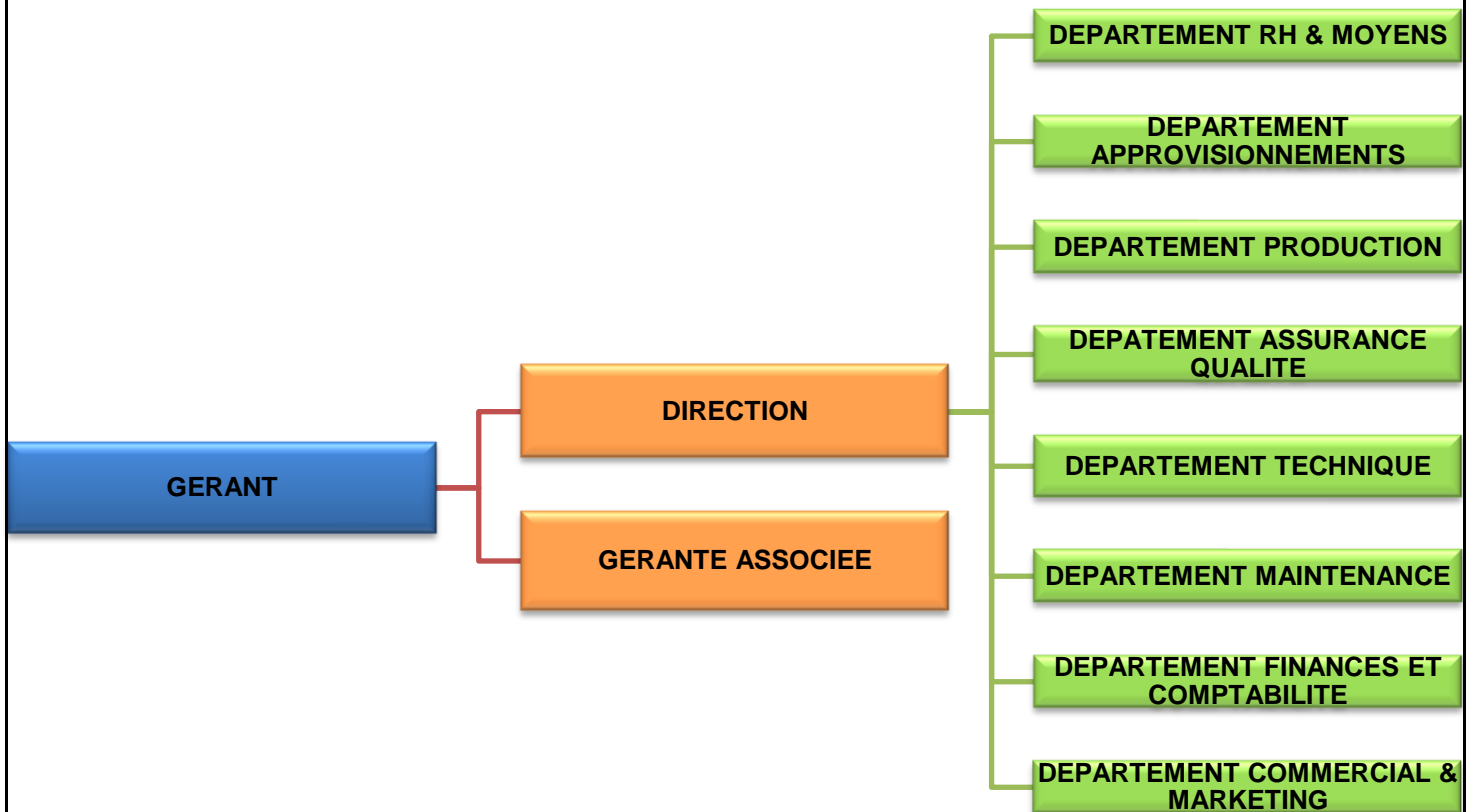 DEPARTEMENT RH & MOYENS
DEPARTEMENT
APPROVISIONNEMENTS
DEPARTEMENT PRODUCTION
DEPATEMENT ASSURANCE
QUALITE
DIRECTION
DEPARTEMENT TECHNIQUE
GERANT
GERANTE ASSOCIEE
DEPARTEMENT MAINTENANCE
DEPARTEMENT FINANCES ET
COMPTABILITE
DEPARTEMENT COMMERCIAL &
MARKETING